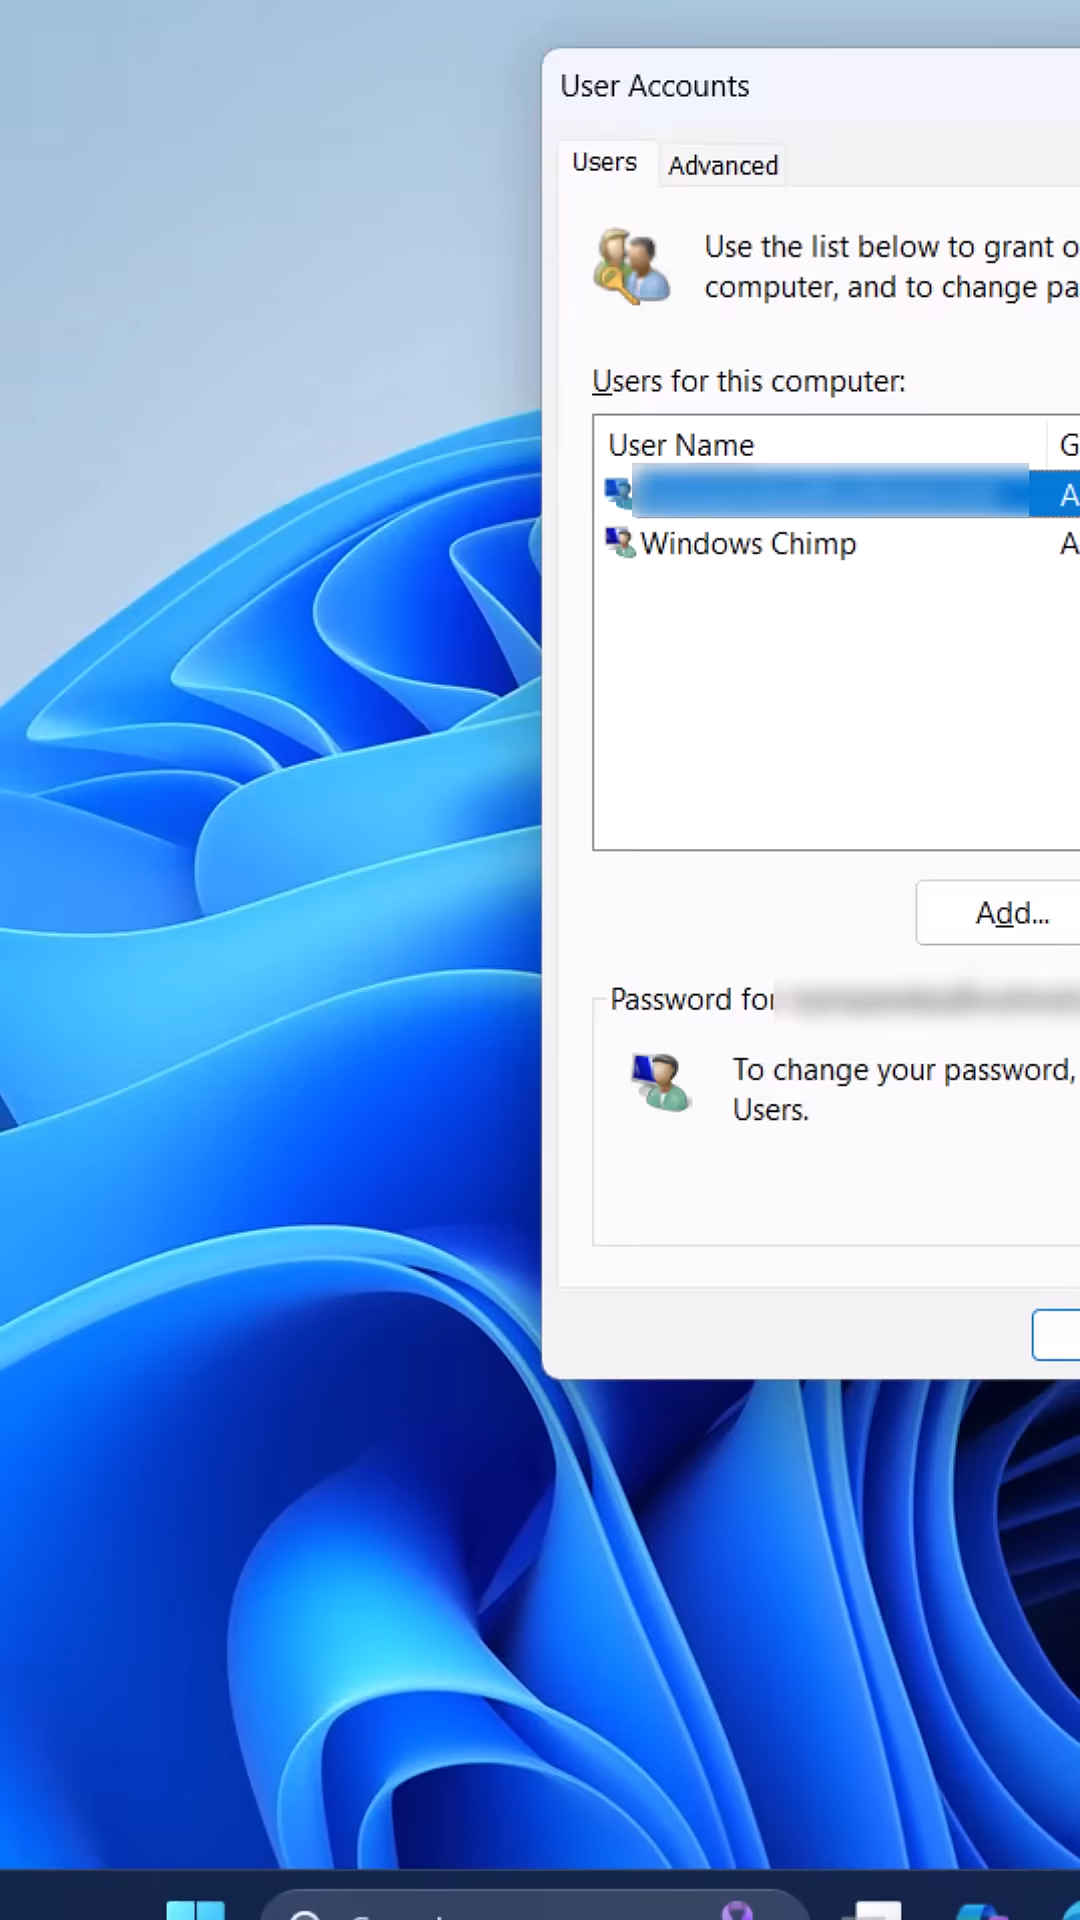 User Accounts
Users
Advanced
Use the list below to grant o
computer, and to change pa
Users for this computer:
User Name
G
A
Windows Chimp
A
Add...
Password for
To change your password,
Users.